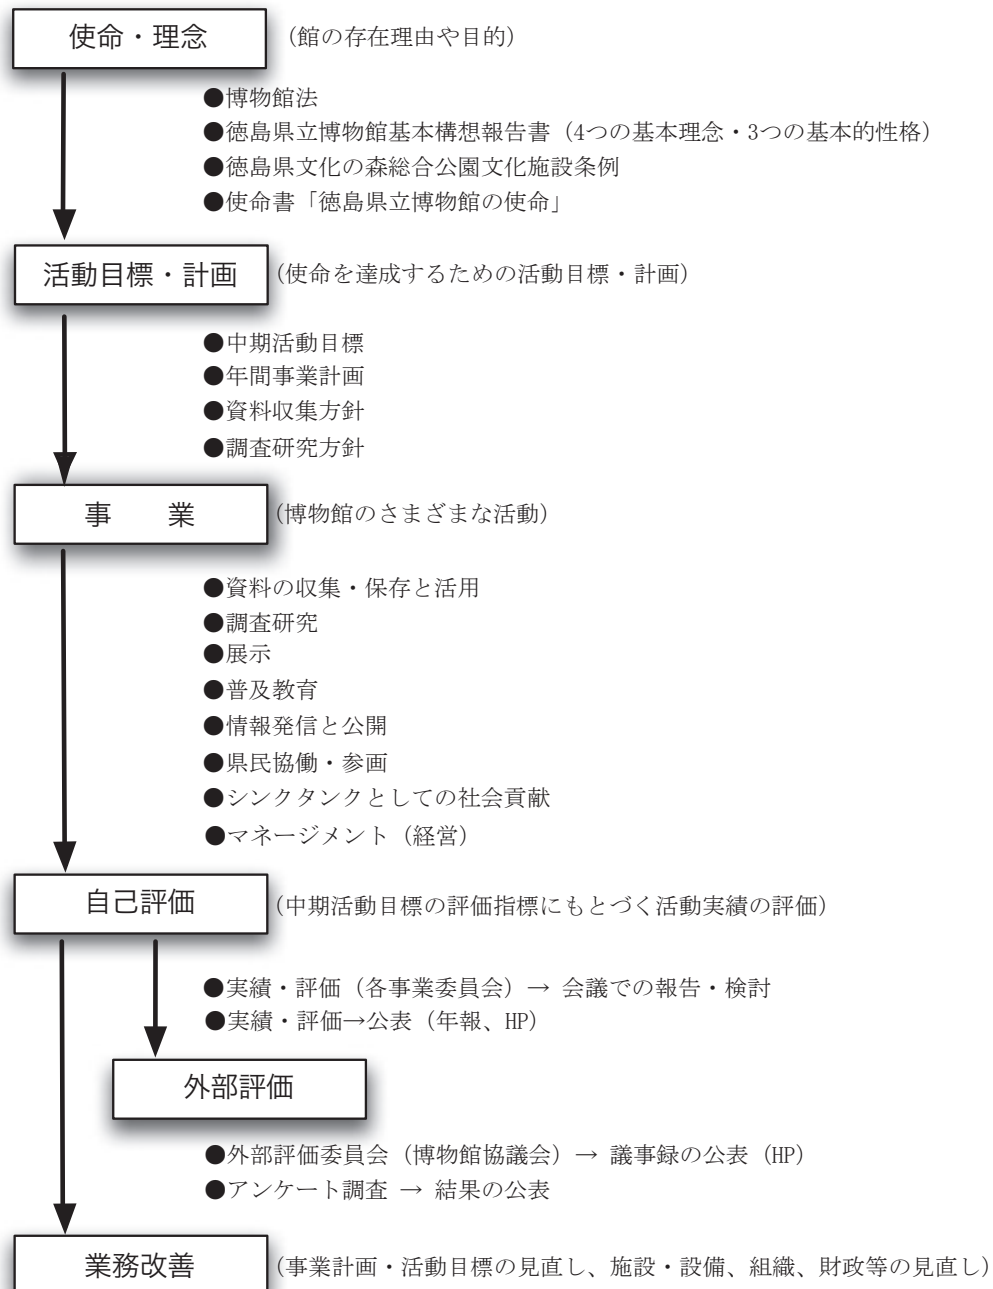 使命・理念 (館の存在理由や目的)
●博物館法
●徳島県立博物館基本構想報告書（4つの基本理念・3つの基本的性格）
●徳島県文化の森総合公園文化施設条例
●使命書「徳島県立博物館の使命」
活動目標・計画 (使命を達成するための活動目標・計画)
●中期活動目標
●年間事業計画
●資料収集方針
●調査研究方針
事　業 (博物館のさまざまな活動)
●資料の収集・保存と活用
●調査研究
●展示
●普及教育
●情報発信と公開
●県民協働・参画
●シンクタンクとしての社会貢献
●マネージメント（経営）
自己評価 (中期活動目標の評価指標にもとづく活動実績の評価)
●実績・評価（各事業委員会）→ 会議での報告・検討
●実績・評価→公表（年報、HP）
外部評価
●外部評価委員会（博物館協議会）→ 議事録の公表（HP）
●アンケート調査 → 結果の公表
業務改善 (事業計画・活動目標の見直し、施設・設備、組織、財政等の見直し)